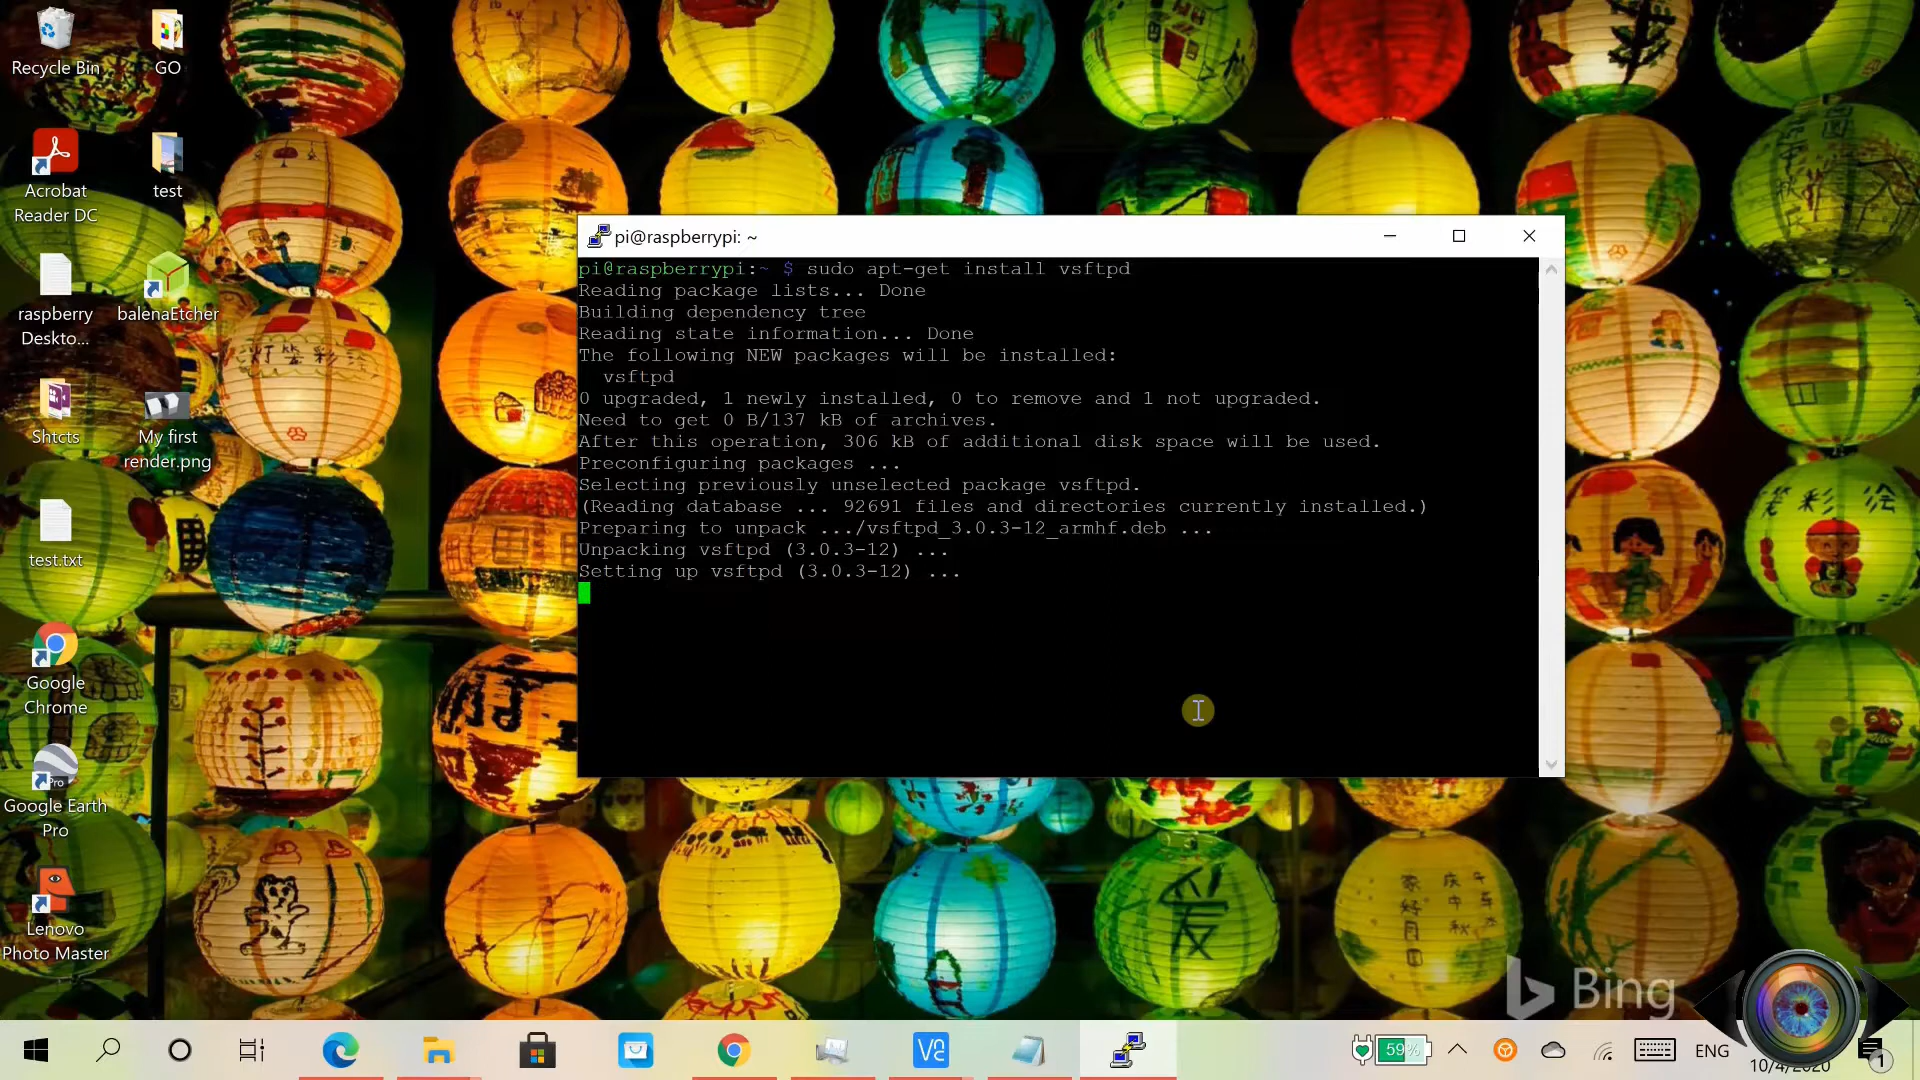 Recycle Bin
GO
Acrobat
Reader DC
test
raspberry
Deskto...
balenaEtcher
Shtcts
My first
render.png
test.txt
Google
Chrome
Google Earth
Pro
Lenovo
Photo Master
pi@raspberrypi: ~
pi@raspberrypi:~ $ sudo apt-get install vsftpd
Reading package lists... Done
Building dependency tree
Reading state information... Done
The following NEW packages will be installed:
  vsftpd
0 upgraded, 1 newly installed, 0 to remove and 1 not upgraded.
Need to get 0 B/137 kB of archives.
After this operation, 306 kB of additional disk space will be used.
Preconfiguring packages ...
Selecting previously unselected package vsftpd.
(Reading database ... 92691 files and directories currently installed.)
Preparing to unpack .../vsftpd_3.0.3-12_armhf.deb ...
Unpacking vsftpd (3.0.3-12) ...
Setting up vsftpd (3.0.3-12) ...
Bing
59%
ENG
10/4/2020
1